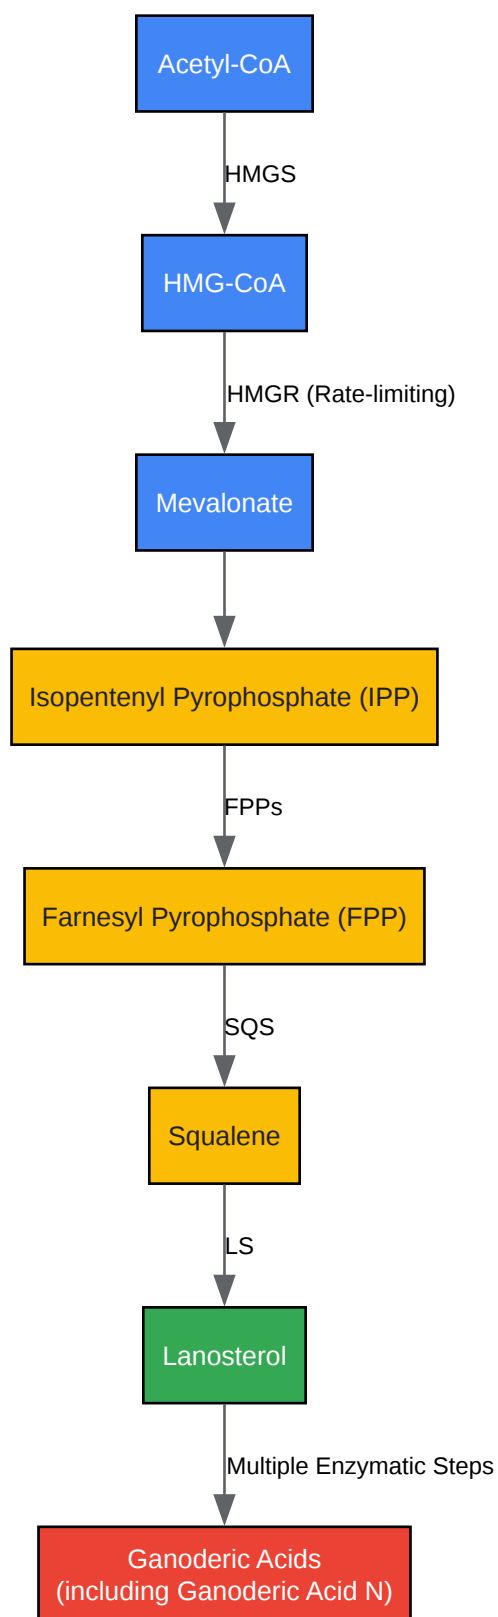 Acetyl-CoA
HMGS
HMG-CoA
HMGR (Rate-limiting)
Mevalonate
Isopentenyl Pyrophosphate (IPP)
FPPs
Farnesyl Pyrophosphate (FPP)
SQS
Squalene
LS
Lanosterol
Multiple Enzymatic Steps
Ganoderic Acids
(including Ganoderic Acid N)